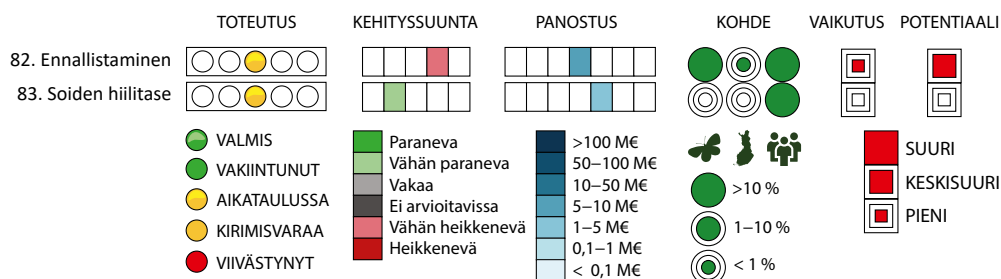 TOTEUTUS KEHITYSSUUNTA PANOSTUS KOHDE VAIKUTUS POTENTIAALI
82. Ennallistaminen
83. Soiden hiilitase
VALMIS
VAKIINTUNUT
AIKATAULUSSA
KIRIMISVARAA
VIIVÄSTYNYT
Paraneva
Vähän paraneva
Vakaa
Ei arvioitavissa
Vähän heikkenevä
Heikkenevä
>100 M€
50–100 M€
10–50 M€
5–10 M€
1–5 M€
0,1–1 M€
< 0,1 M€
>10 %
1–10 %
< 1 %
SUURI
KESKISUURI
PIENI